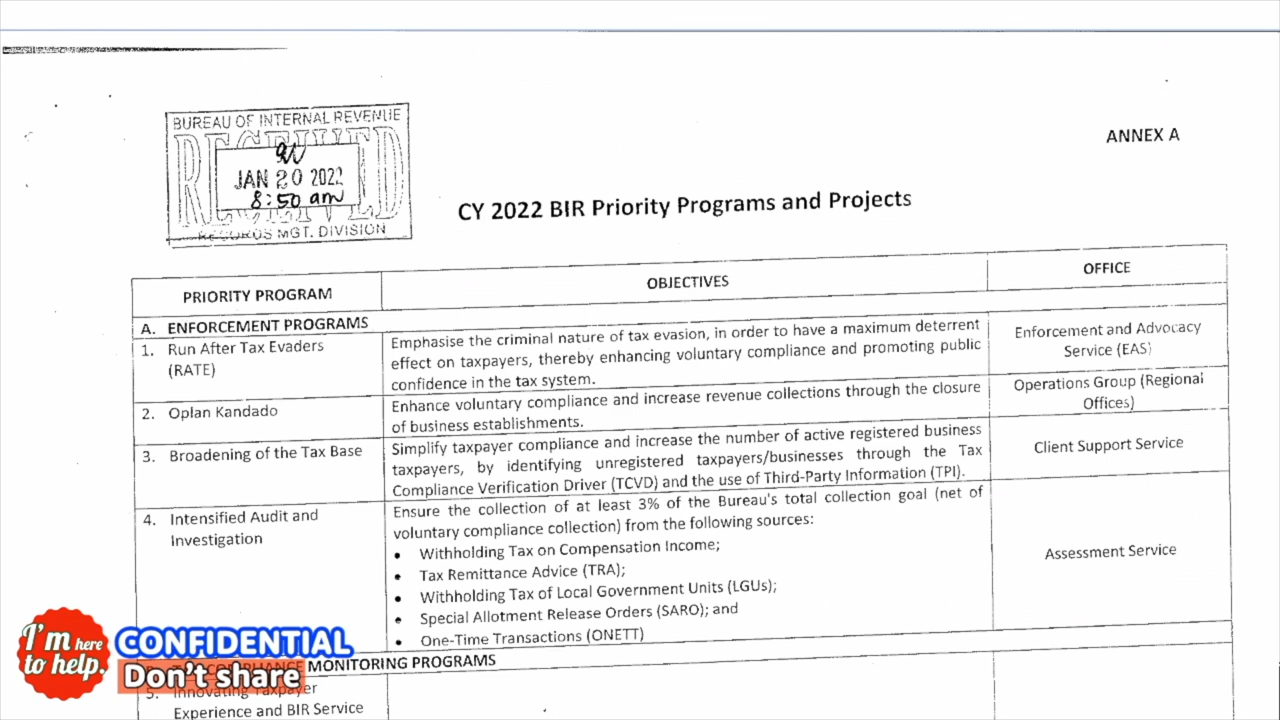 BUREAU OF INTERNAL REVENUE
RECEIVED
JAN 20 2022
8:50 am
RECORDS MGT. DIVISION
ANNEX A
CY 2022 BIR Priority Programs and Projects
PRIORITY PROGRAM
OBJECTIVES
OFFICE
A. ENFORCEMENT PROGRAMS
1. Run After Tax Evaders
(RATE)
Emphasise the criminal nature of tax evasion, in order to have a maximum deterrent
effect on taxpayers, thereby enhancing voluntary compliance and promoting public
confidence in the tax system.
Enforcement and Advocacy
Service (EAS)
2. Oplan Kandado
Enhance voluntary compliance and increase revenue collections through the closure
of business establishments.
Operations Group (Regional
Offices)
3. Broadening of the Tax Base
Simplify taxpayer compliance and increase the number of active registered business
taxpayers, by identifying unregistered taxpayers/businesses through the Tax
Compliance Verification Driver (TCVD) and the use of Third-Party Information (TPI).
Client Support Service
4. Intensified Audit and
Investigation
Ensure the collection of at least 3% of the Bureau's total collection goal (net of
voluntary compliance collection) from the following sources:
• Withholding Tax on Compensation Income;
• Tax Remittance Advice (TRA);
• Withholding Tax of Local Government Units (LGUs);
• Special Allotment Release Orders (SARO); and
• One-Time Transactions (ONETT)
Assessment Service
MONITORING PROGRAMS
5. Innovating Taxpayer
Experience and BIR Service
I'm here
to help.
CONFIDENTIAL
Don't share